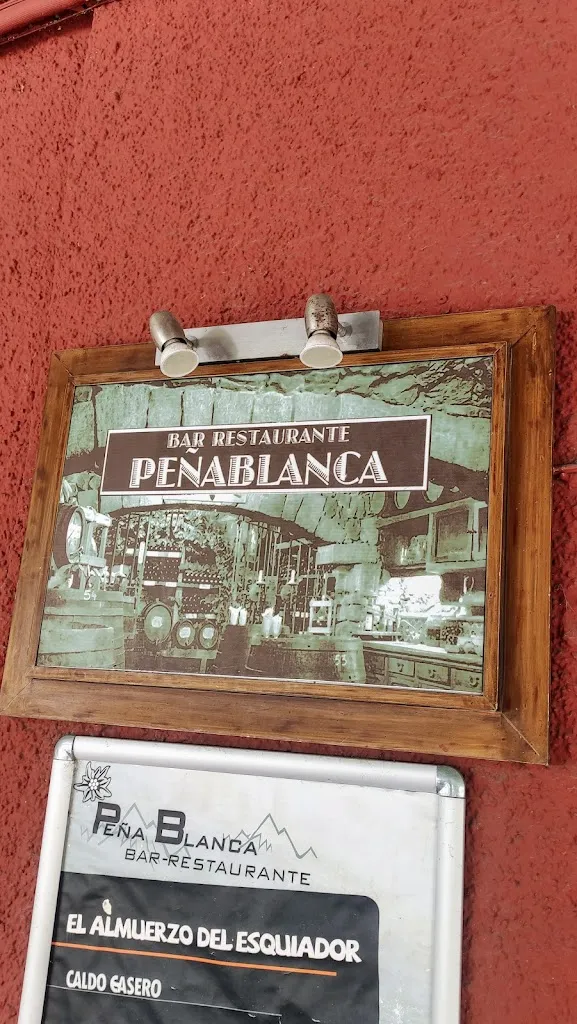 BAR RESTAURANTE
PEÑABLANCA
PEÑA BLANCA
BAR-RESTAURANTE
EL ALMUERZO DEL ESQUIADOR
CALDO CASERO